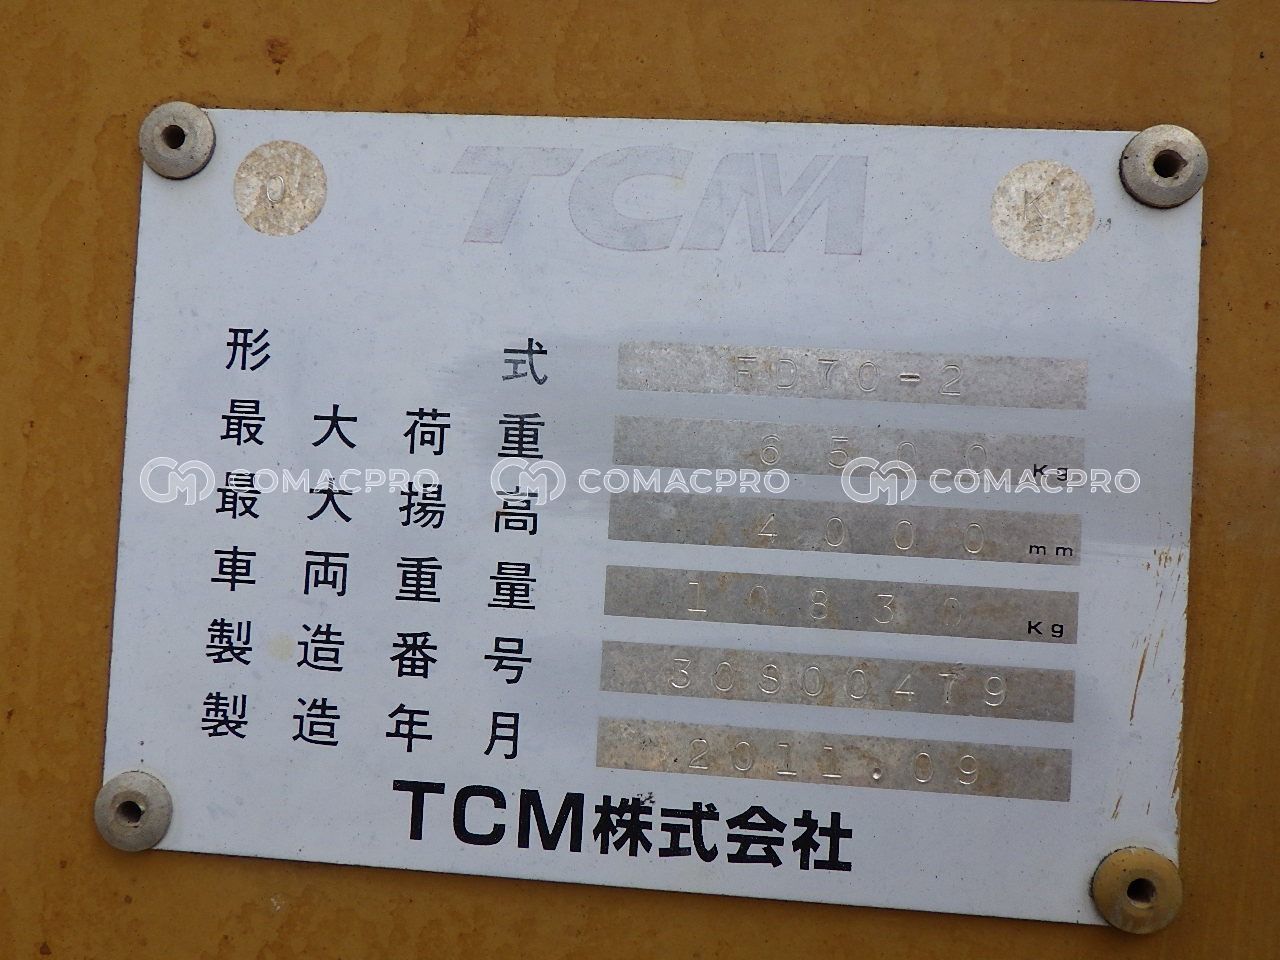 O TCM K
形式 FD70-2
最大荷重 6500 Kg
最大揚高 4000 mm
車両重量 10830 Kg
製造番号 30S00479
製造年月 2011.09
TCM株式会社
COMACPRO COMACPRO COMACPRO